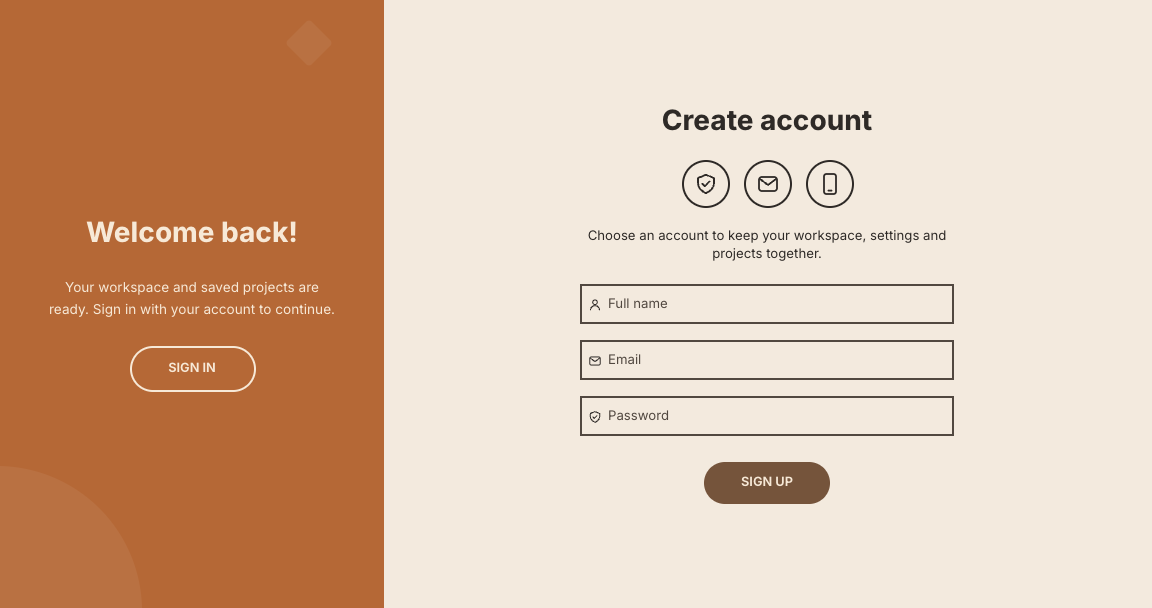 Welcome back!
Your workspace and saved projects are
ready. Sign in with your account to continue.
SIGN IN
Create account
Choose an account to keep your workspace, settings and
projects together.
Full name
Email
Password
SIGN UP